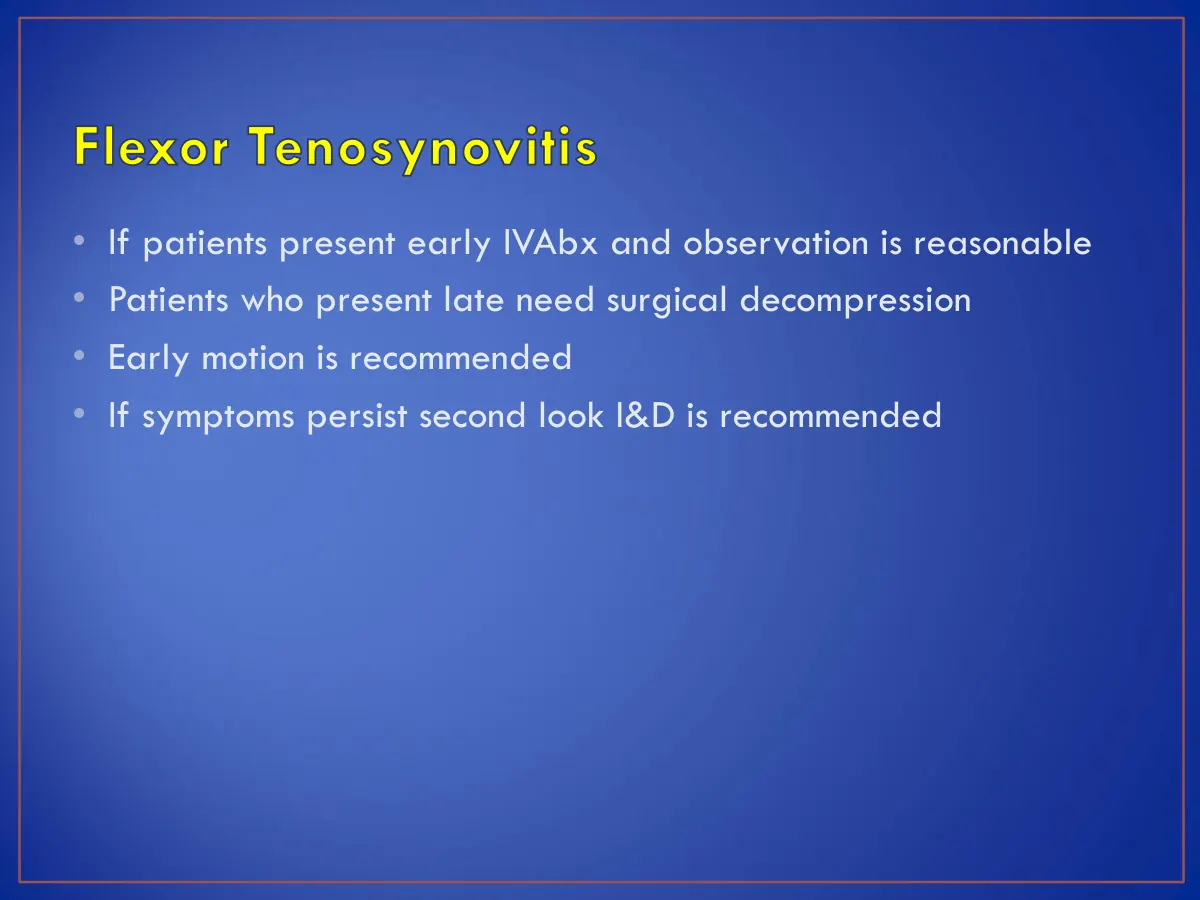 Flexor Tenosynovitis
• If patients present early IVAbx and observation is reasonable
• Patients who present late need surgical decompression
• Early motion is recommended
• If symptoms persist second look I&D is recommended